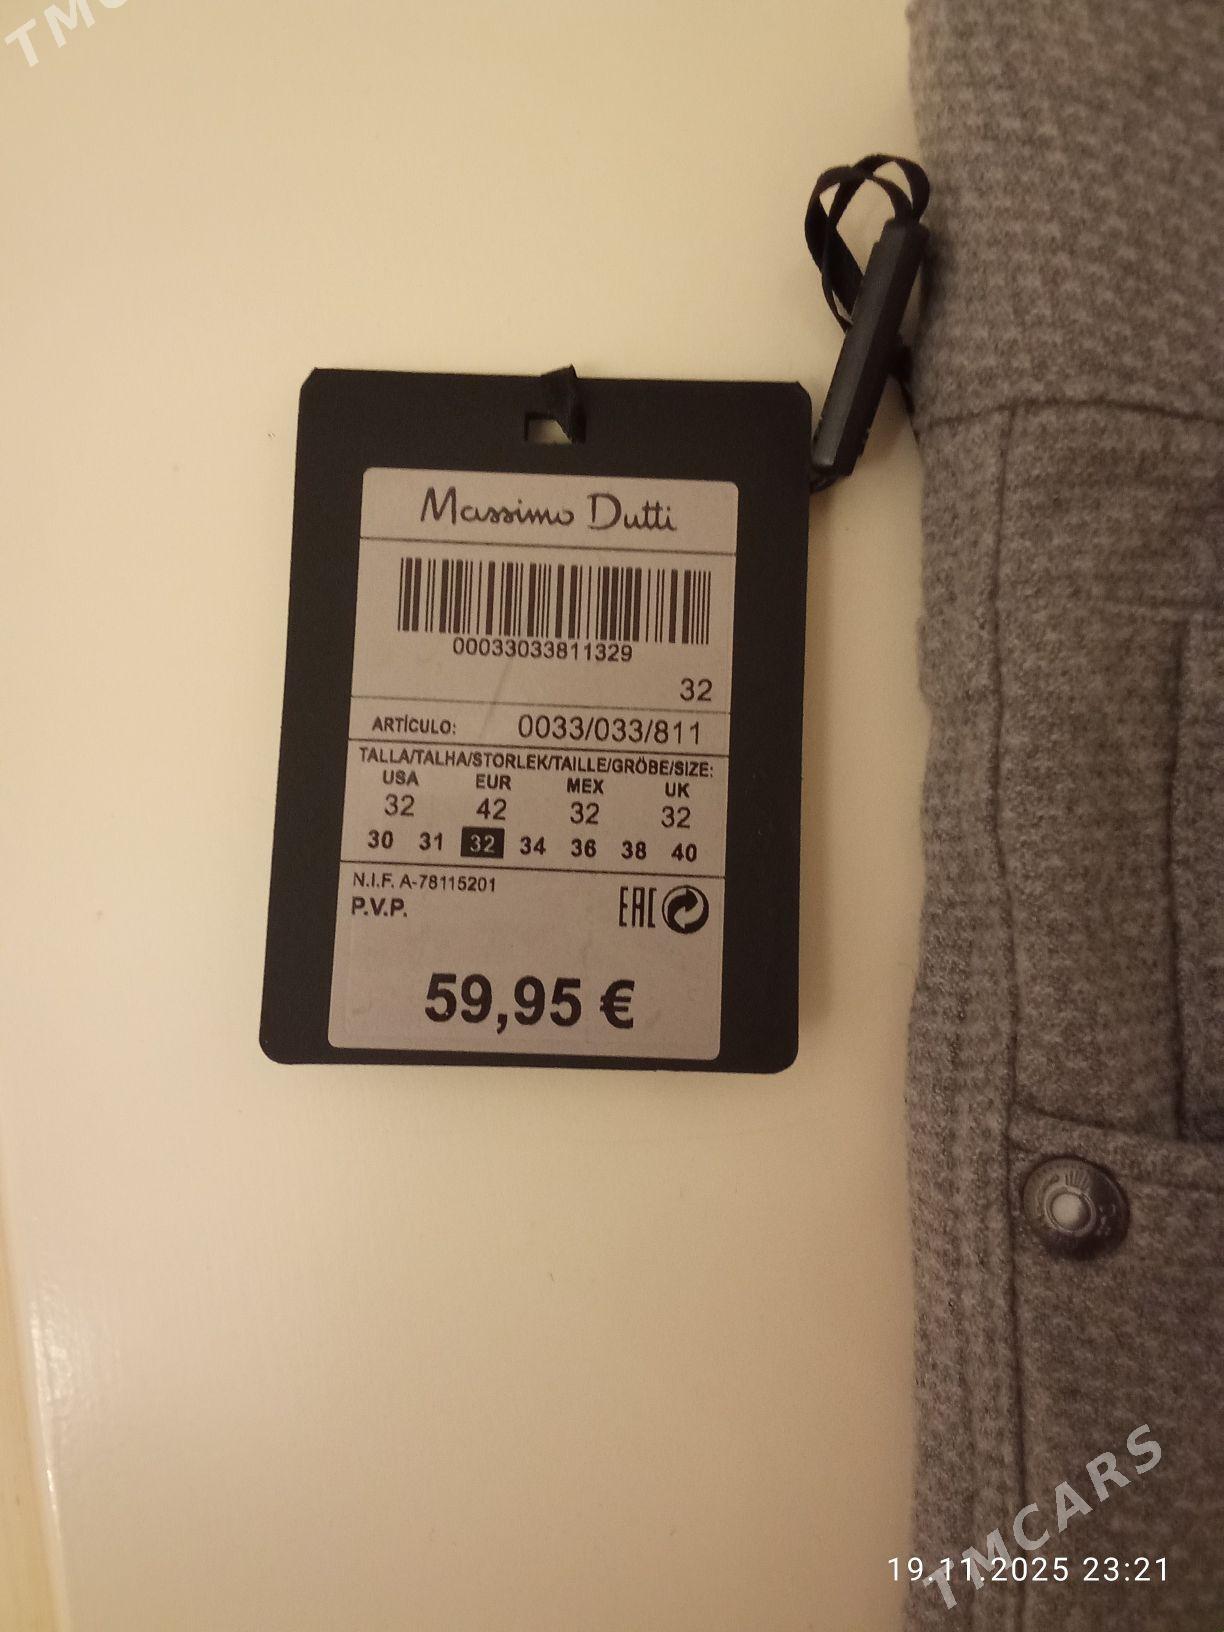 TMC
Massimo Dutti
00033033811329
32
ARTÍCULO: 0033/033/811
TALLA/TALHA/STORLEK/TAILLE/GRÖBE/SIZE:
USA EUR MEX UK
32 42 32 32
30 31 32 34 36 38 40
N.I.F. A-78115201
P.V.P.
EAC
59,95 €
TMCARS
19.11.2025 23:21